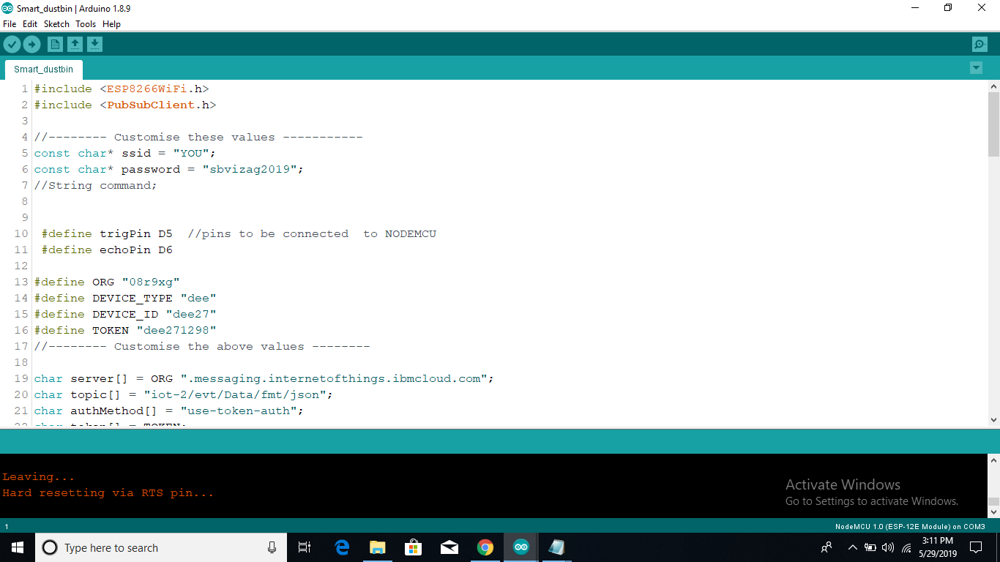 Smart_dustbin | Arduino 1.8.9
File Edit Sketch Tools Help
Smart_dustbin
1 #include <ESP8266WiFi.h>
2 #include <PubSubClient.h>
3
4 //-------- Customise these values -----------
5 const char* ssid = "YOU";
6 const char* password = "sbvizag2019";
7 //String command;
8
9
10 #define trigPin D5 //pins to be connected to NODEMCU
11 #define echoPin D6
12
13 #define ORG "08r9xg"
14 #define DEVICE_TYPE "dee"
15 #define DEVICE_ID "dee27"
16 #define TOKEN "dee271298"
17 //-------- Customise the above values --------
18
19 char server[] = ORG ".messaging.internetofthings.ibmcloud.com";
20 char topic[] = "iot-2/evt/Data/fmt/json";
21 char authMethod[] = "use-token-auth";
22 char token[] = TOKEN;
Leaving...
Hard resetting via RTS pin...
Activate Windows
Go to Settings to activate Windows.
1 NodeMCU 1.0 (ESP-12E Module) on COM3
Type here to search
3:11 PM
5/29/2019